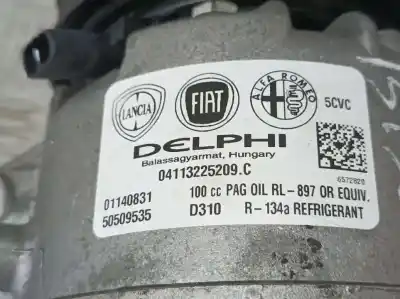 LANCIA
FIAT
ALFA ROMEO
5CVC
DELPHI
Balassagyarmat, Hungary
04113225209.C
6572820
01140831
100 cc PAG OIL RL-897 OR EQUIV.
50509535
D310
R-134a REFRIGERANT